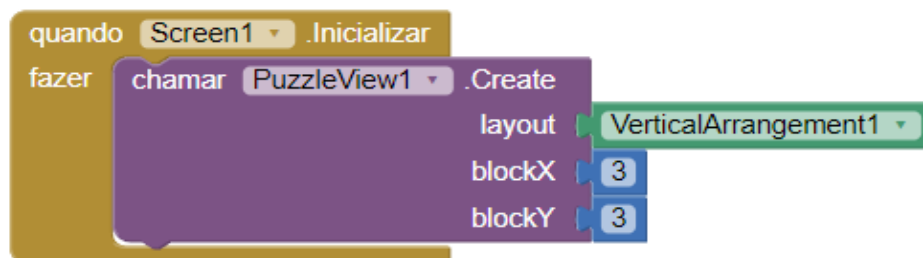 quando Screen1 .Inicializar
fazer chamar PuzzleView1 .Create
layout VerticalArrangement1
blockX 3
blockY 3